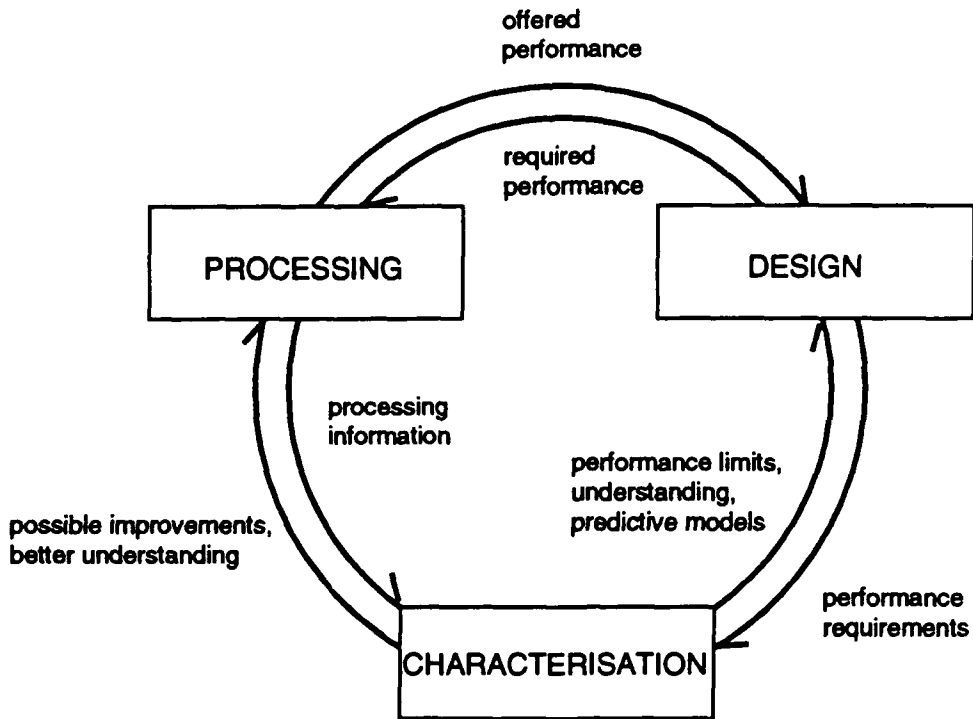 offered
performance
required
performance
PROCESSING
DESIGN
processing
information
performance limits,
understanding,
predictive models
possible improvements,
better understanding
performance
requirements
CHARACTERISATION